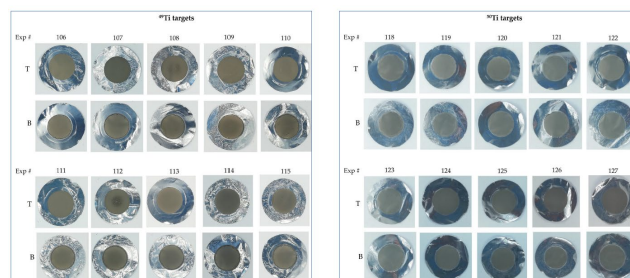 ⁴⁹Ti targets
Exp # 106 107 108 109 110
T
B
Exp # 111 112 113 114 115
T
B
⁵⁰Ti targets
Exp # 118 119 120 121 122
T
B
Exp # 123 124 125 126 127
T
B